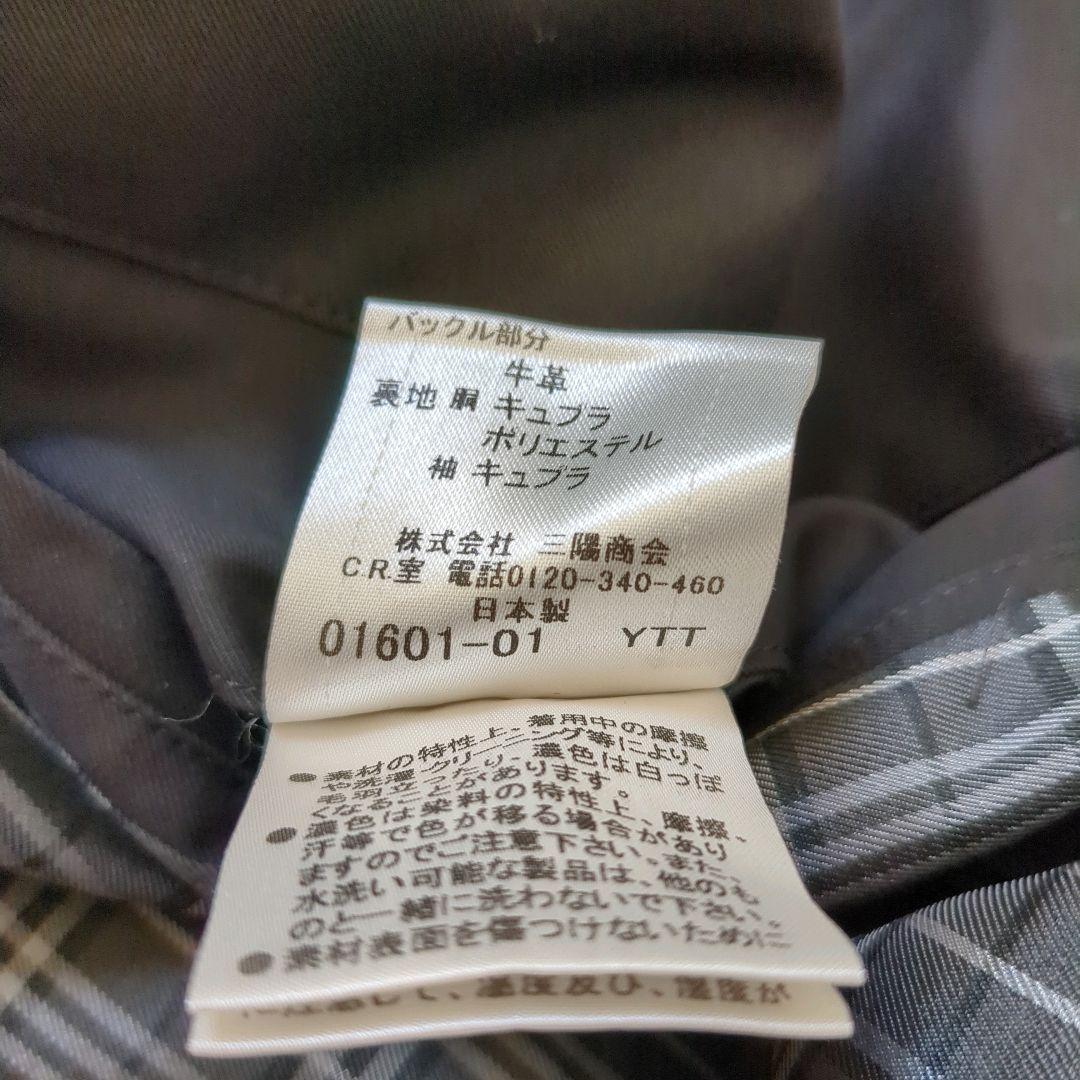 バックル部分
牛革
裏地 胴 キュプラ
ポリエステル
袖 キュプラ
株式会社 三陽商会
C.R.室 電話0120-340-460
日本製
01601-01 YTT
●素材の特性上、着用中の摩擦
や洗濯・クリーニング等により、
毛羽立ったり、濃色は白っぽ
くなることがあります。
●濃色は染料の特性上、摩擦、
汗等で色が移る場合があり
ますのでご注意下さい。また、
水洗い可能な製品は、他のも
のと一緒に洗わないで下さい。
●素材表面を傷つけないために
湿度及び、温度が